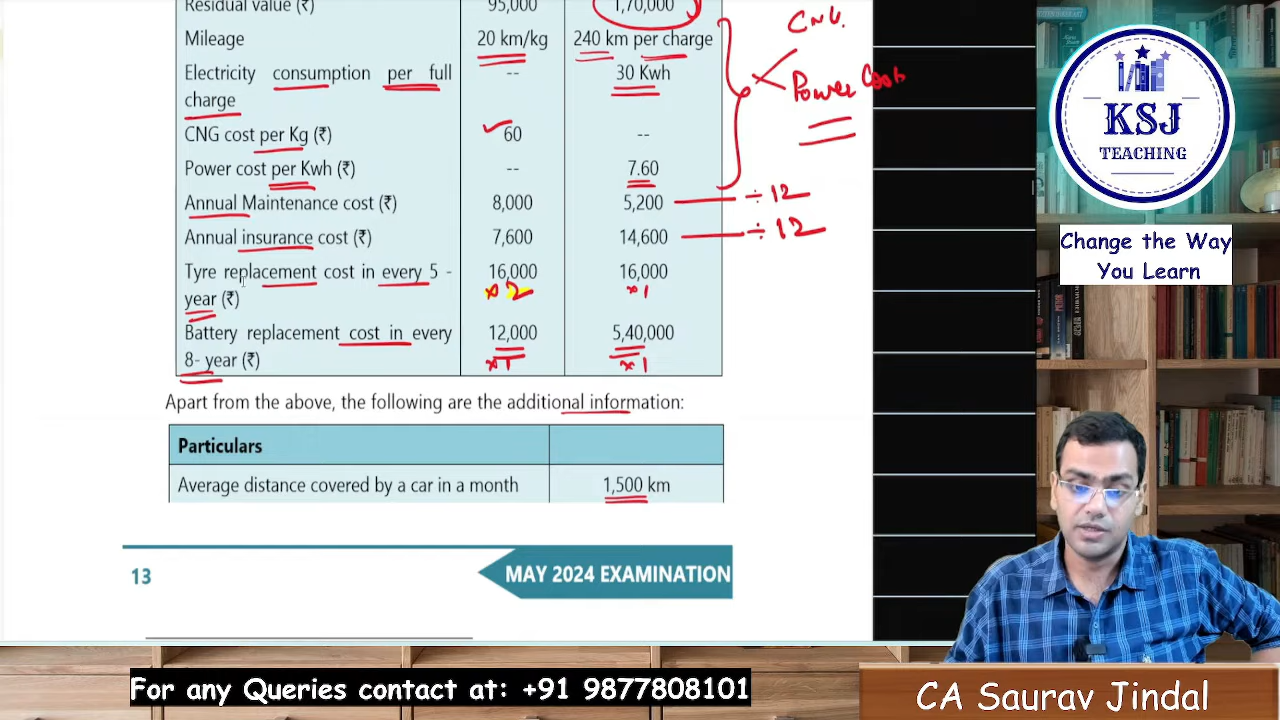 Residual value (₹) 95,000 1,70,000
Mileage 20 km/kg 240 km per charge
Electricity consumption per full -- 30 Kwh
charge
CNG cost per Kg (₹) 60 --
Power cost per Kwh (₹) -- 7.60
Annual Maintenance cost (₹) 8,000 5,200 ÷12
Annual insurance cost (₹) 7,600 14,600 ÷12
Tyre replacement cost in every 5 - 16,000 16,000
year (₹) ×2 ×1
Battery replacement cost in every 12,000 5,40,000
8- year (₹) ×1 ×1
CNG.
Power Cost
Apart from the above, the following are the additional information:
Particulars
Average distance covered by a car in a month 1,500 km
13
MAY 2024 EXAMINATION
KSJ
TEACHING
Change the Way
You Learn
For any Queries contact at: +91 9877808101
CA Saurav Jindal